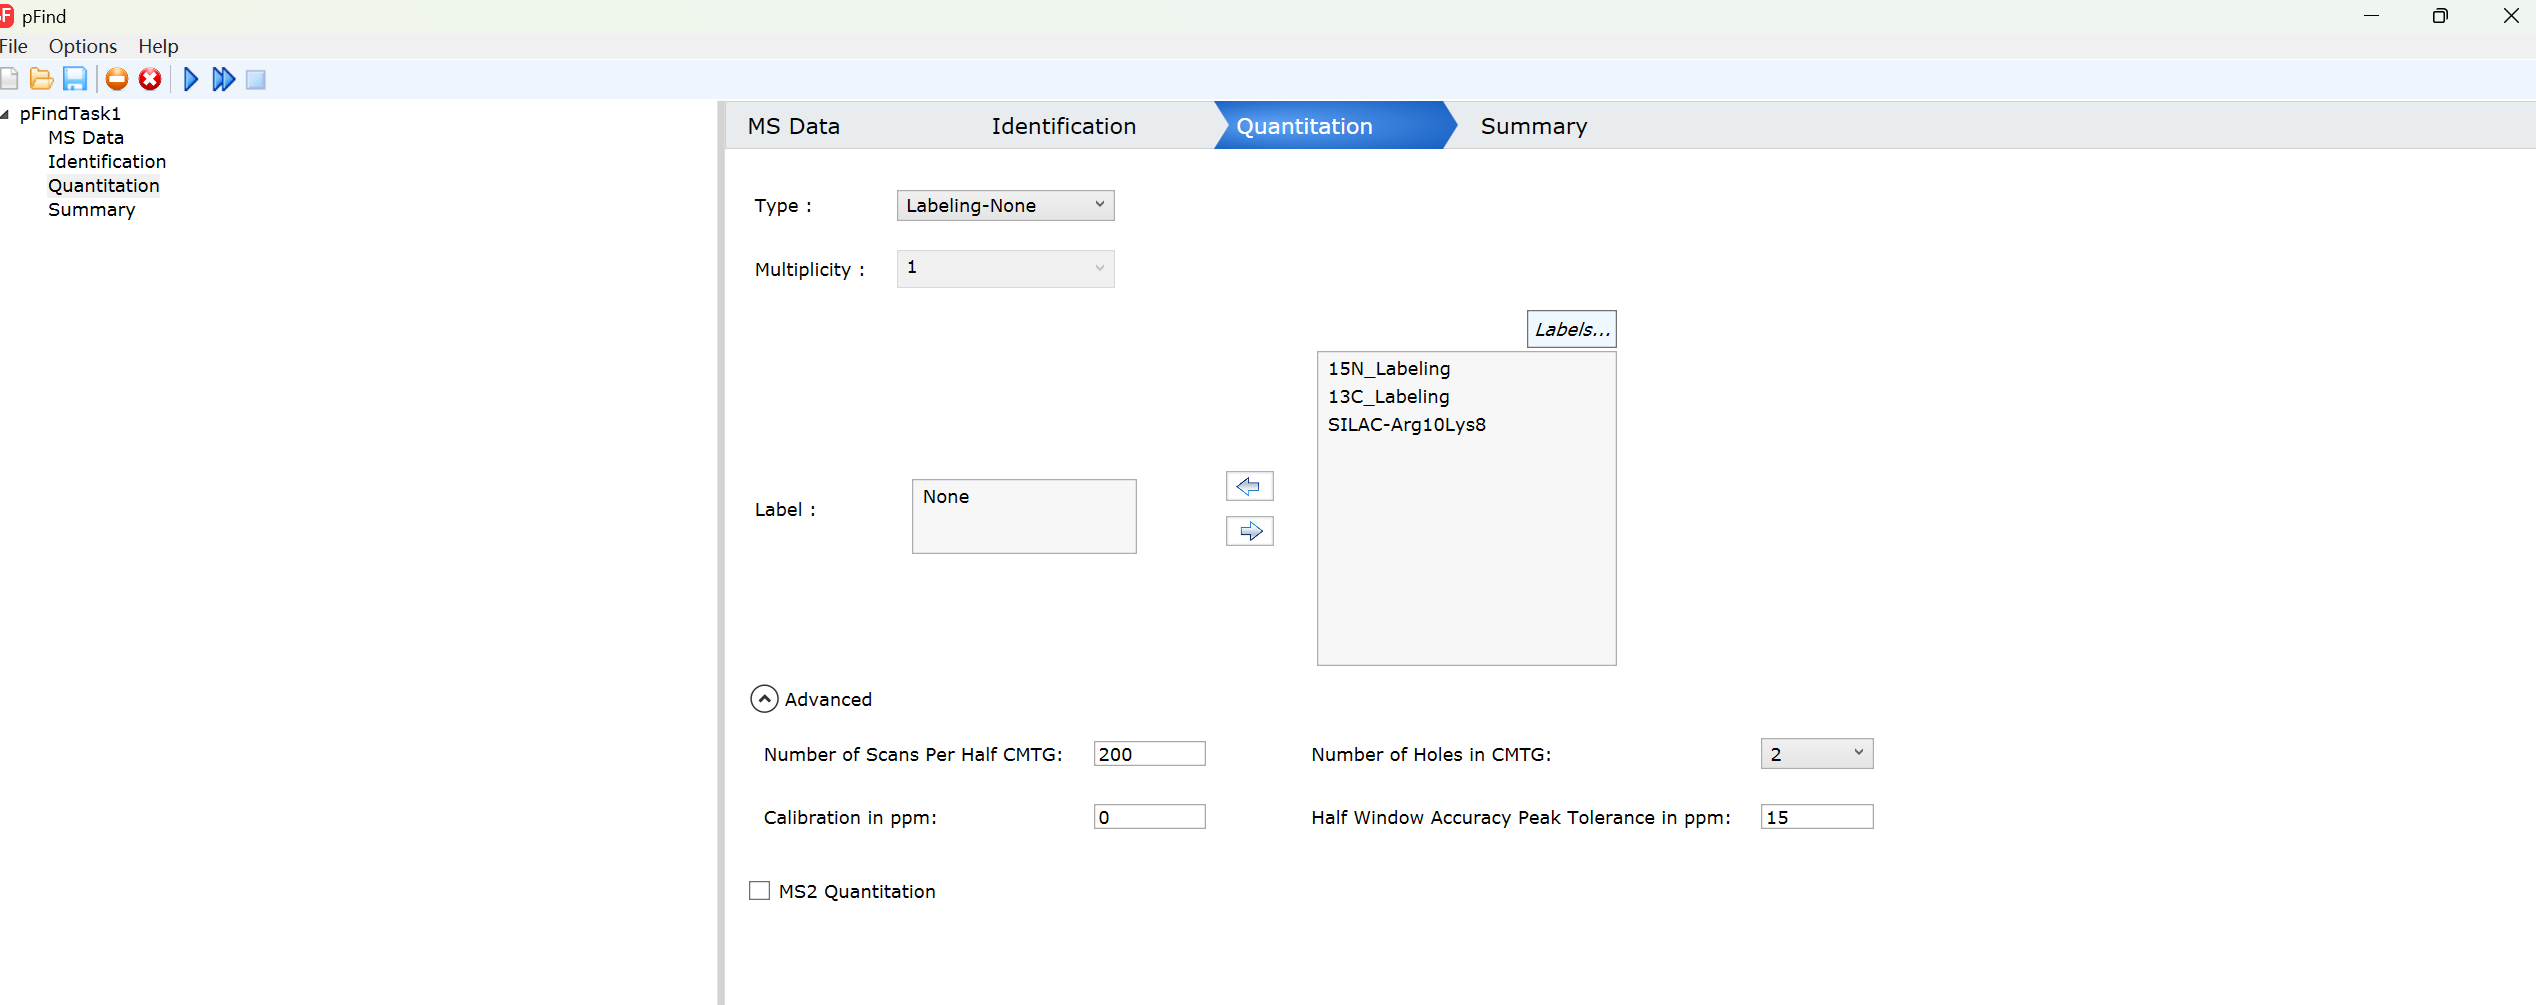 F pFind
File Options Help
pFindTask1
MS Data
Identification
Quantitation
Summary
MS Data Identification Quantitation Summary
Type : Labeling-None
Multiplicity : 1
Labels...
15N_Labeling
13C_Labeling
SILAC-Arg10Lys8
Label : None
Advanced
Number of Scans Per Half CMTG: 200 Number of Holes in CMTG: 2
Calibration in ppm: 0 Half Window Accuracy Peak Tolerance in ppm: 15
MS2 Quantitation